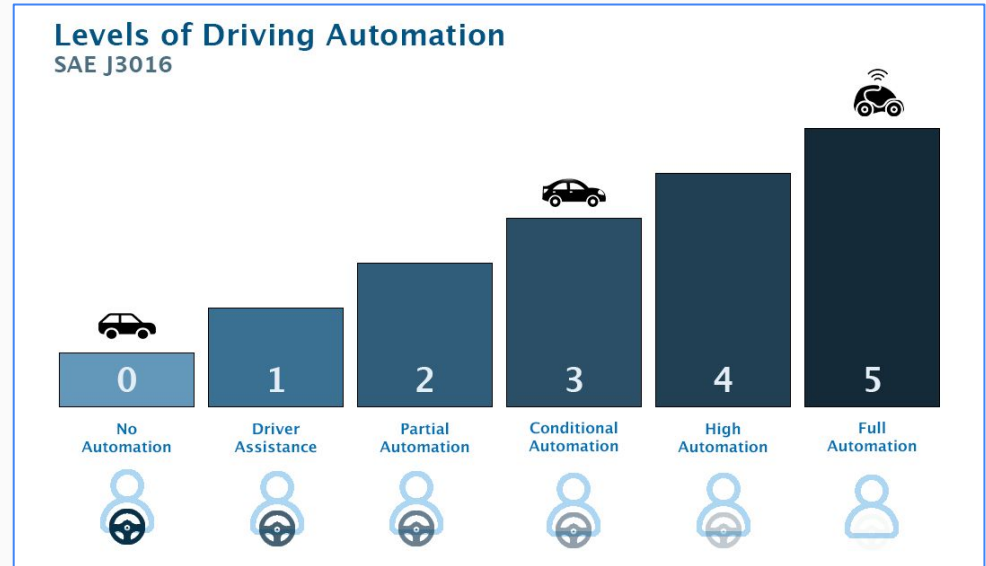 Levels of Driving Automation
SAE J3016
0
1
2
3
4
5
No
Automation
Driver
Assistance
Partial
Automation
Conditional
Automation
High
Automation
Full
Automation